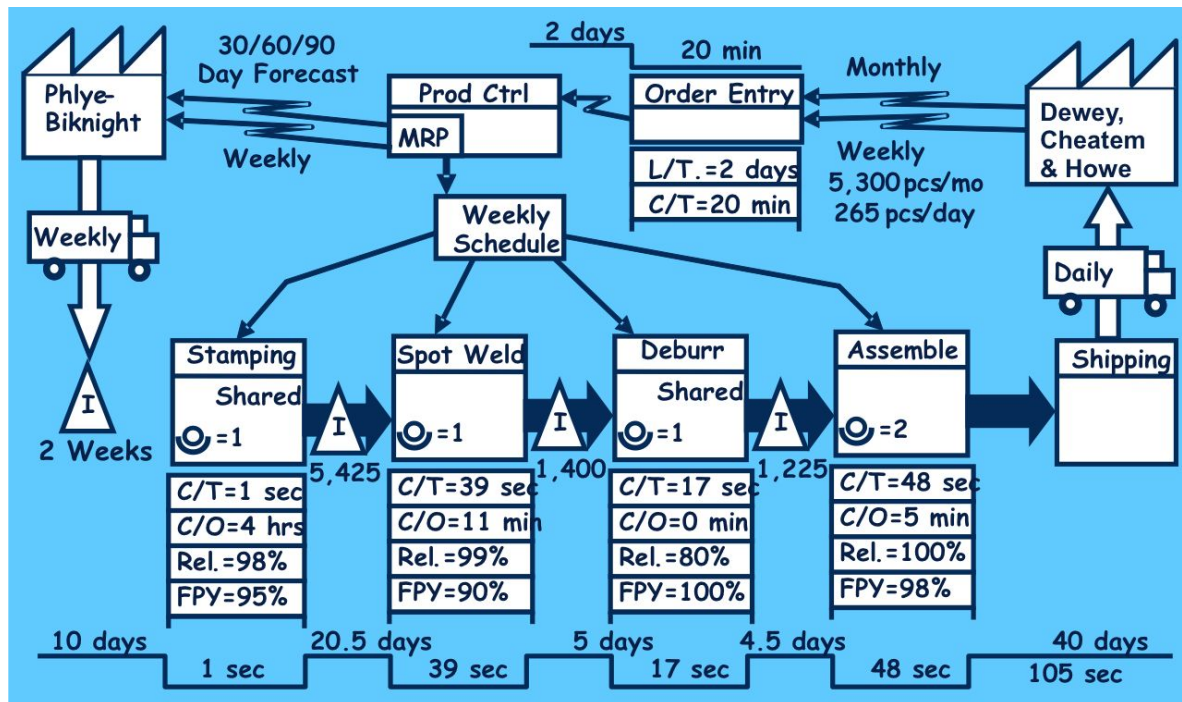 2 days
20 min
30/60/90
Day Forecast
Monthly
Phlye-
Biknight
Prod Ctrl
MRP
Order Entry
Dewey,
Cheatem
& Howe
Weekly
Weekly
5,300 pcs/mo
265 pcs/day
L/T.=2 days
C/T=20 min
Weekly
Weekly
Schedule
Daily
Stamping
Shared
=1
Spot Weld
=1
Deburr
Shared
=1
Assemble
=2
Shipping
I
2 Weeks
I
5,425
I
1,400
I
1,225
C/T=1 sec
C/O=4 hrs
Rel.=98%
FPY=95%
C/T=39 sec
C/O=11 min
Rel.=99%
FPY=90%
C/T=17 sec
C/O=0 min
Rel.=80%
FPY=100%
C/T=48 sec
C/O=5 min
Rel.=100%
FPY=98%
10 days
20.5 days
5 days
4.5 days
40 days
1 sec
39 sec
17 sec
48 sec
105 sec